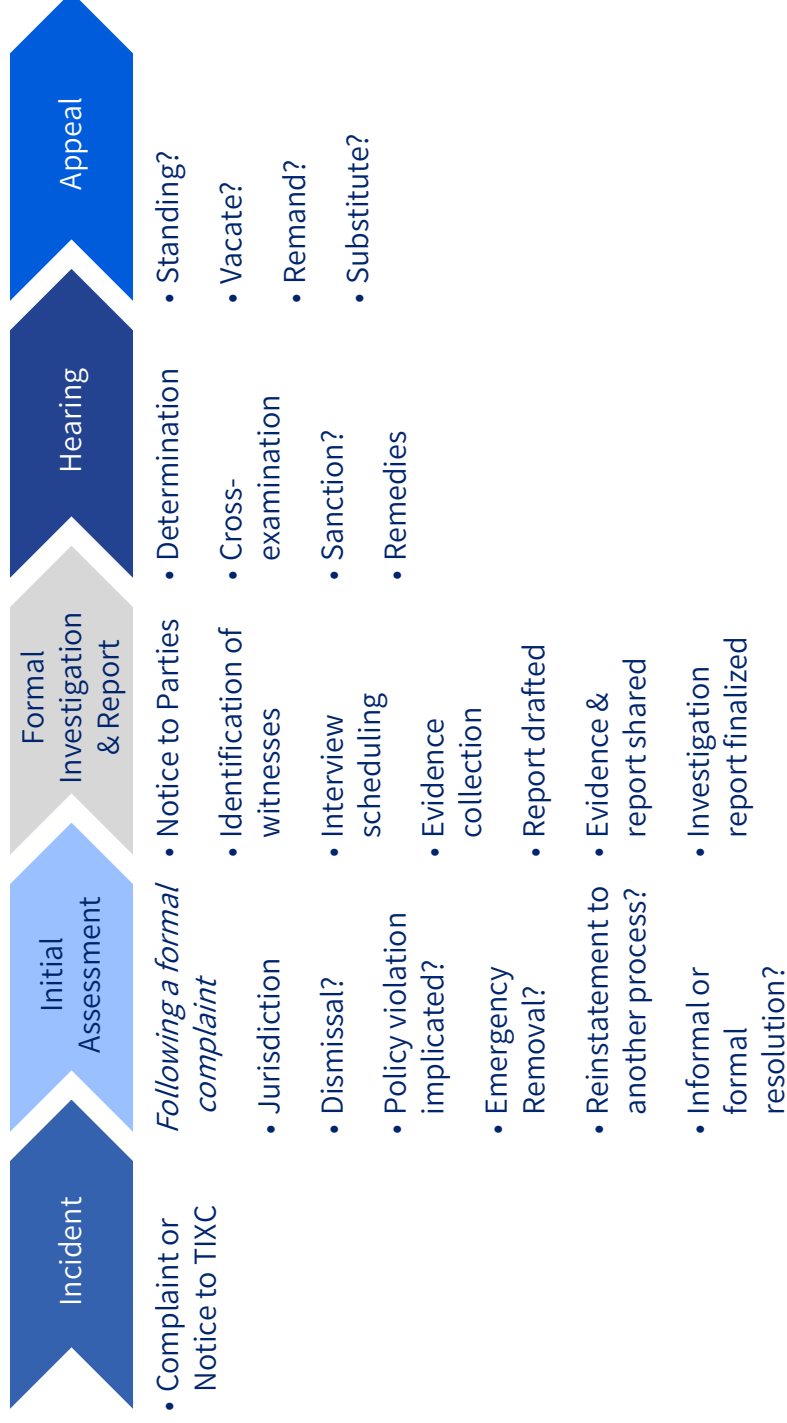 Incident
• Complaint or
Notice to TIXC
Initial
Assessment
Following a formal
complaint
• Jurisdiction
• Dismissal?
• Policy violation
implicated?
• Emergency
Removal?
• Reinstatement to
another process?
• Informal or
formal
resolution?
Formal
Investigation
& Report
• Notice to Parties
• Identification of
witnesses
• Interview
scheduling
• Evidence
collection
• Report drafted
• Evidence &
report shared
• Investigation
report finalized
Hearing
• Determination
• Cross-
examination
• Sanction?
• Remedies
Appeal
• Standing?
• Vacate?
• Remand?
• Substitute?